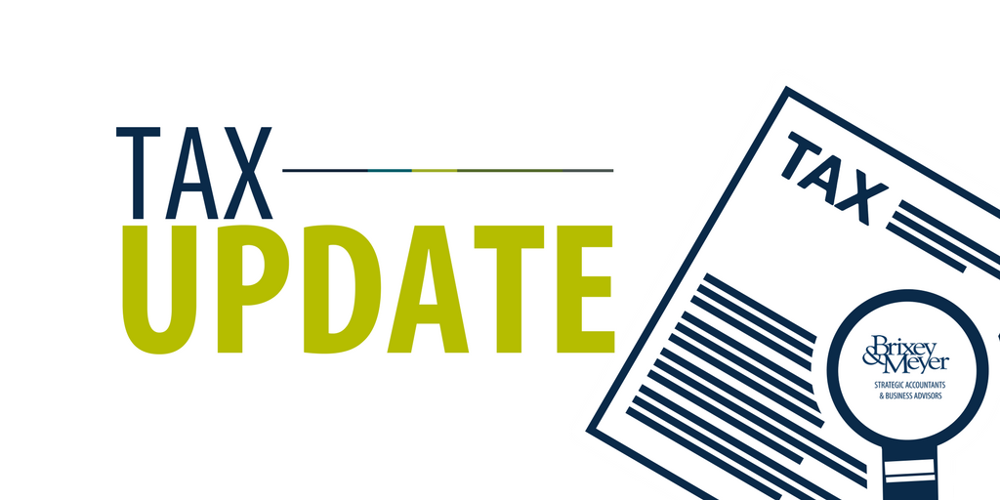 TAX
UPDATE
TAX
Brixey
&Meyer
STRATEGIC ACCOUNTANTS
& BUSINESS ADVISORS